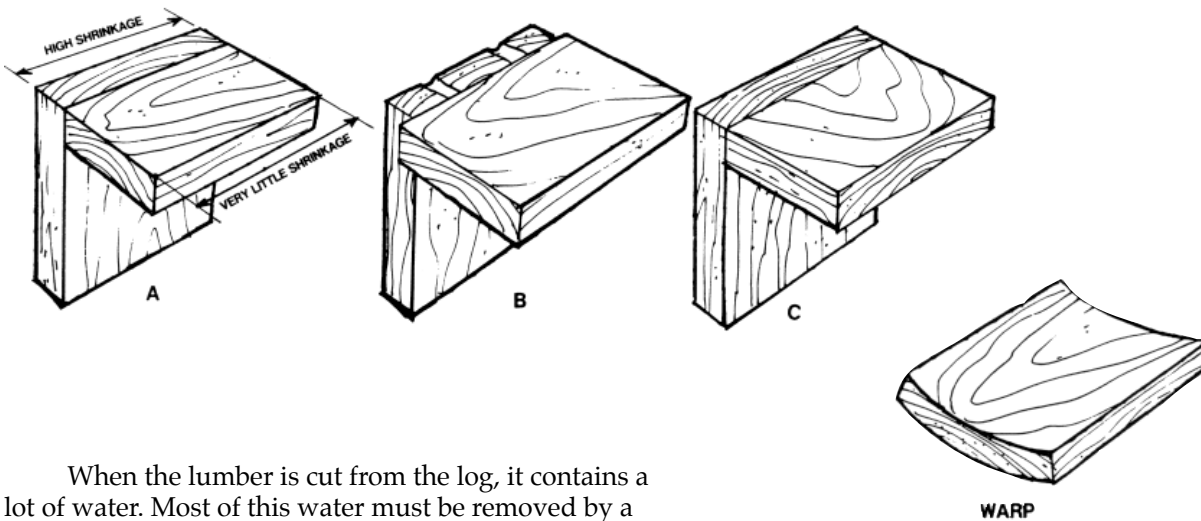 HIGH SHRINKAGE
VERY LITTLE SHRINKAGE
A
B
C
When the lumber is cut from the log, it contains a
lot of water. Most of this water must be removed by a
WARP